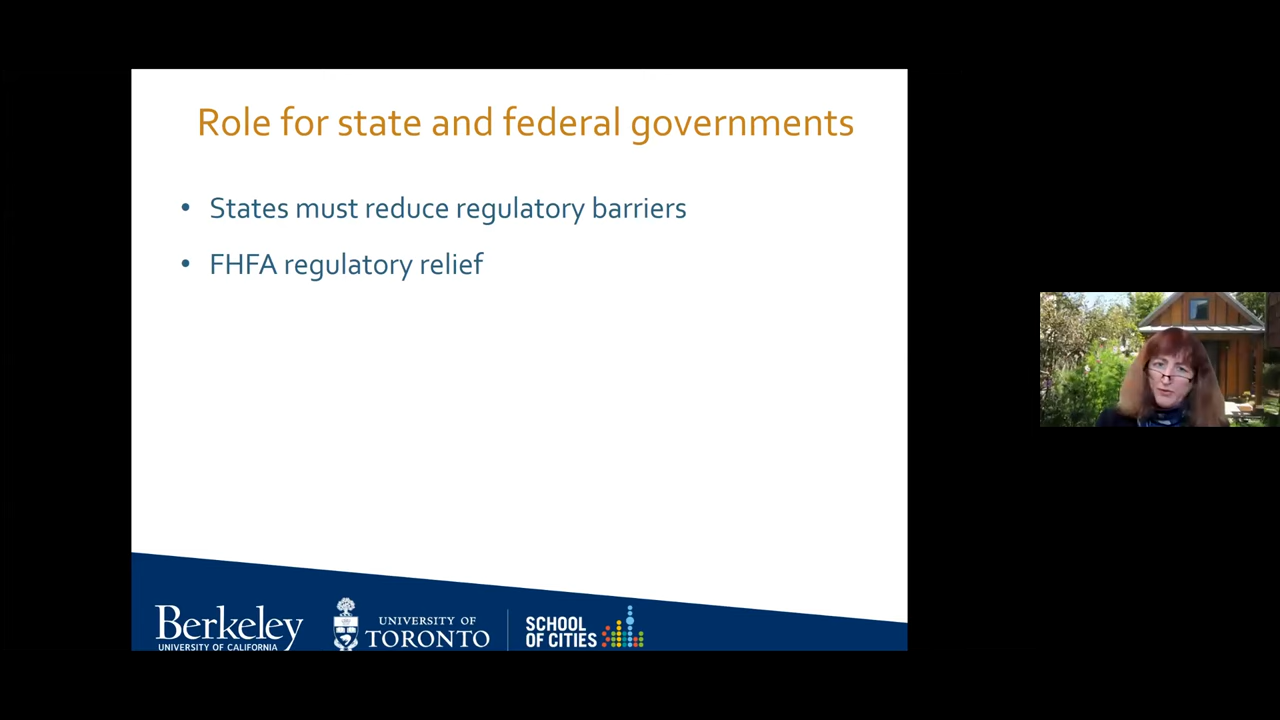 Role for state and federal governments
• States must reduce regulatory barriers
• FHFA regulatory relief
Berkeley
UNIVERSITY OF CALIFORNIA
UNIVERSITY OF
TORONTO
SCHOOL
OF CITIES